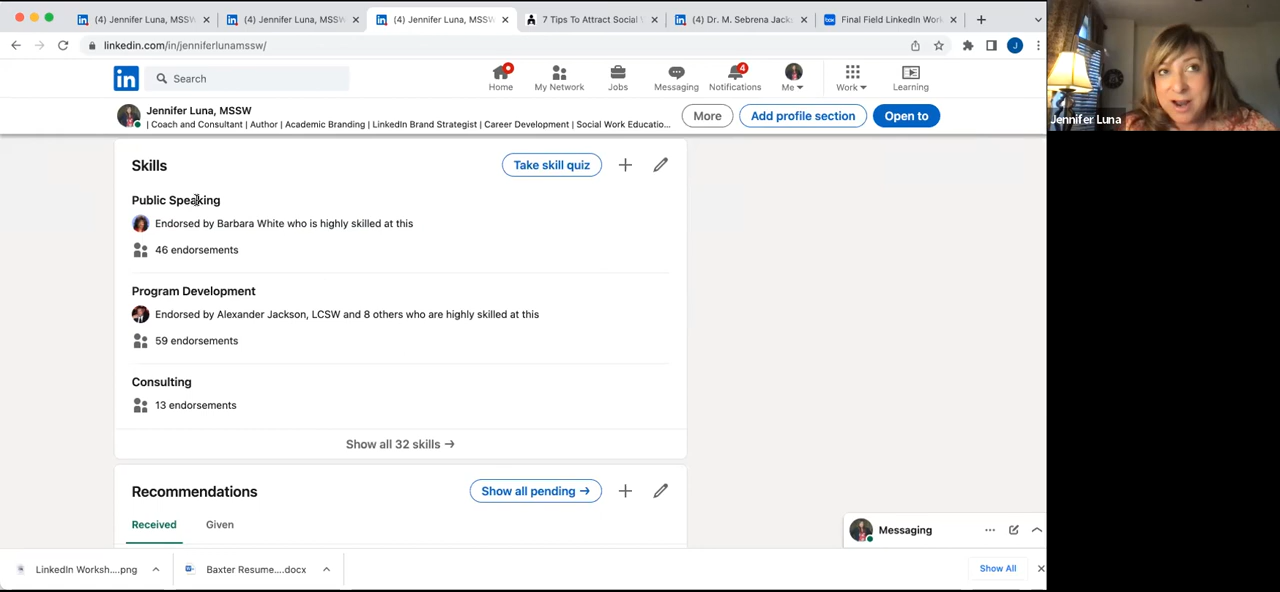 (4) Jennifer Luna, MSSW
(4) Jennifer Luna, MSSW
(4) Jennifer Luna, MSSW
7 Tips To Attract Social
(4) Dr. M. Sebrena Jack
Final Field LinkedIn Work
linkedin.com/in/jenniferlunamssw/
J
in
Search
Home
My Network
Jobs
Messaging
4
Notifications
Me
Work
Learning
Jennifer Luna, MSSW
| Coach and Consultant | Author | Academic Branding | LinkedIn Brand Strategist | Career Development | Social Work Educatio...
More
Add profile section
Open to
Jennifer Luna
Skills
Take skill quiz
Public Speaking
Endorsed by Barbara White who is highly skilled at this
46 endorsements
Program Development
Endorsed by Alexander Jackson, LCSW and 8 others who are highly skilled at this
59 endorsements
Consulting
13 endorsements
Show all 32 skills →
Recommendations
Show all pending →
Received Given
Messaging
LinkedIn Worksh....png
Baxter Resume....docx
Show All